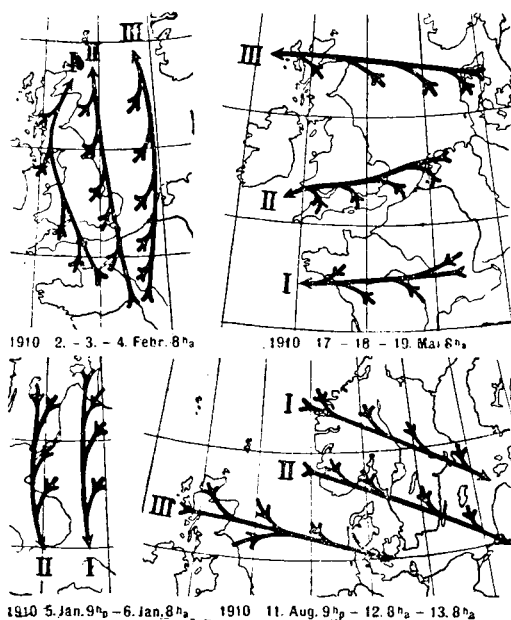 II III
III
II
I
1910 2. - 3. - 4. Febr. 8ha
1910 17 - 18 - 19. Mai 8ha
I
II
III
II I
1910 5. Jan. 9hp - 6. Jan. 8ha
1910 11. Aug. 9hp - 12. 8ha - 13. 8ha